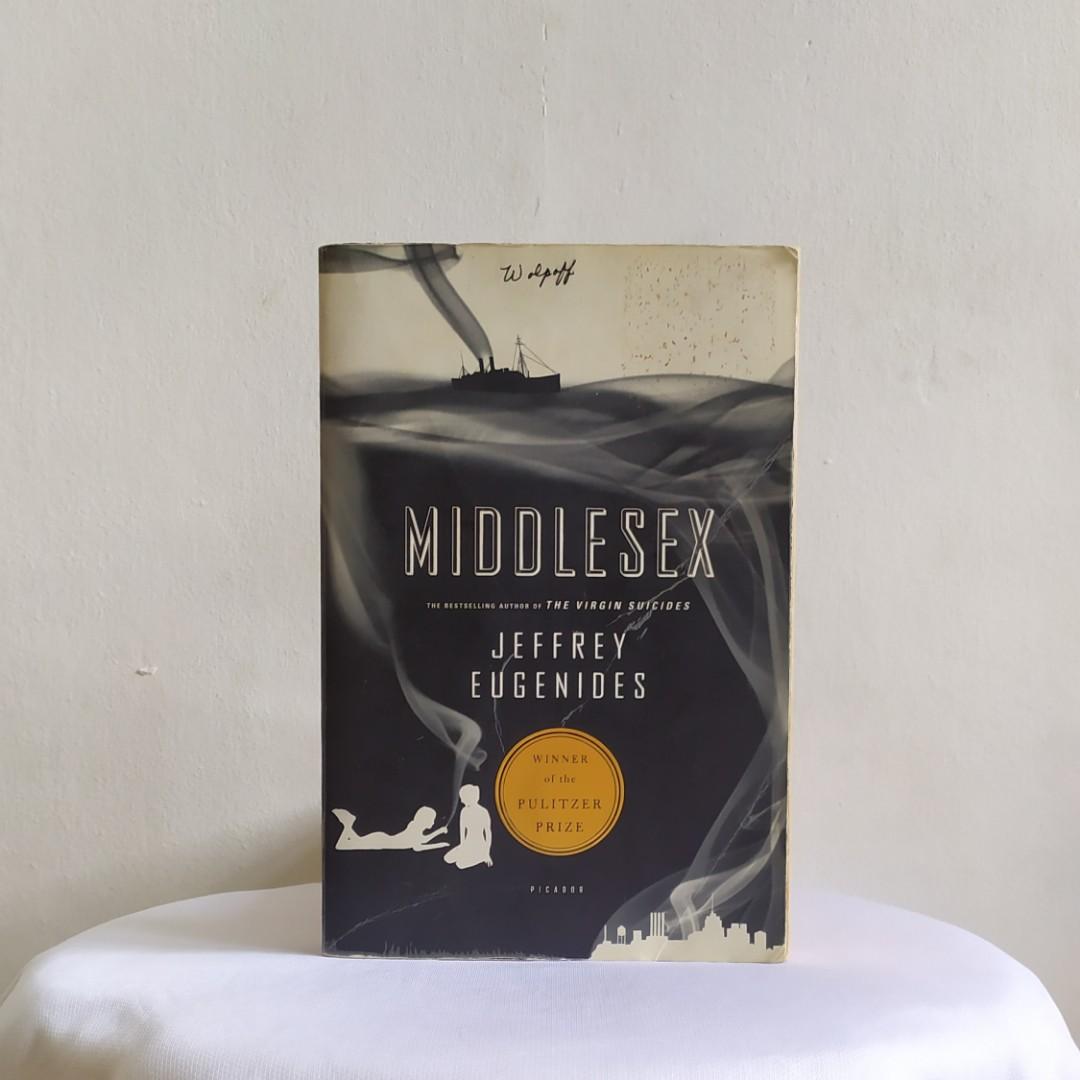 Wolpoff
MIDDLESEX
THE BESTSELLING AUTHOR OF THE VIRGIN SUICIDES
JEFFREY
EUGENIDES
WINNER
of the
PULITZER
PRIZE
PICADOR